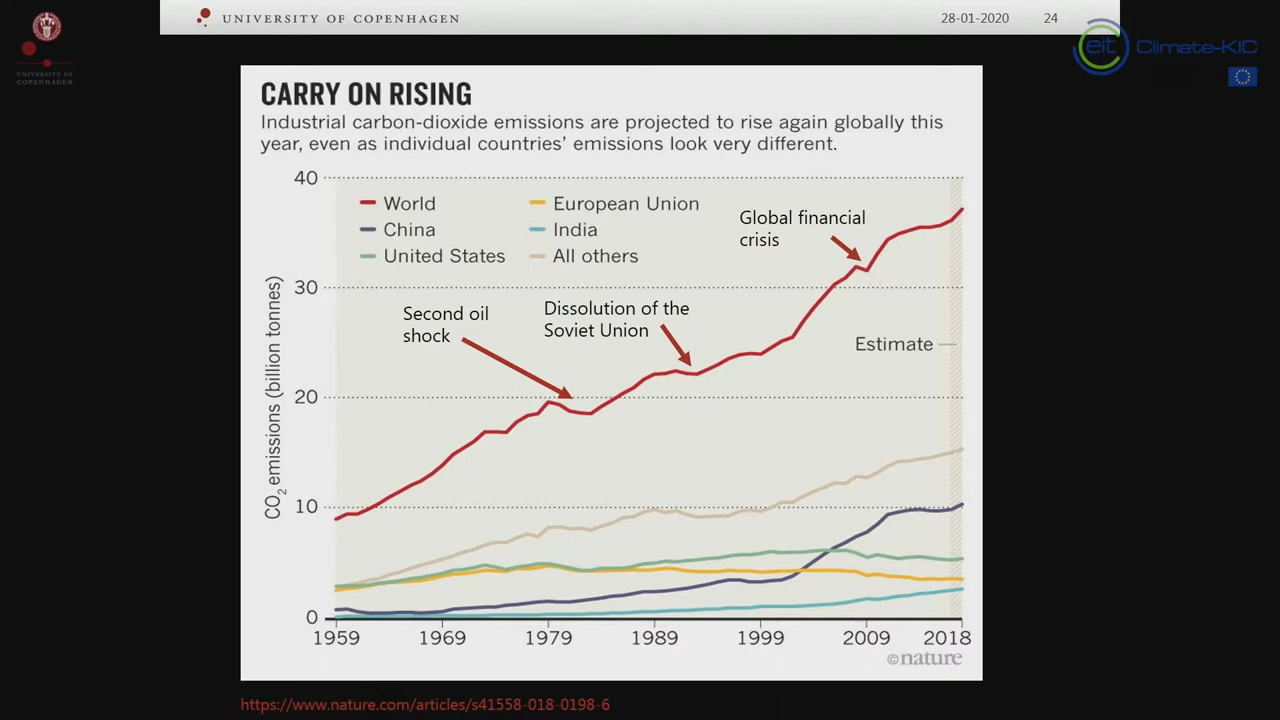 UNIVERSITY OF COPENHAGEN
28-01-2020
24
UNIVERSITY OF
COPENHAGEN
eit Climate-KIC
CARRY ON RISING
Industrial carbon-dioxide emissions are projected to rise again globally this
year, even as individual countries’ emissions look very different.
40
World
European Union
China
India
United States
All others
Global financial
crisis
30
Second oil
shock
Dissolution of the
Soviet Union
Estimate
20
10
0
CO₂ emissions (billion tonnes)
1959 1969 1979 1989 1999 2009 2018
©nature
https://www.nature.com/articles/s41558-018-0198-6